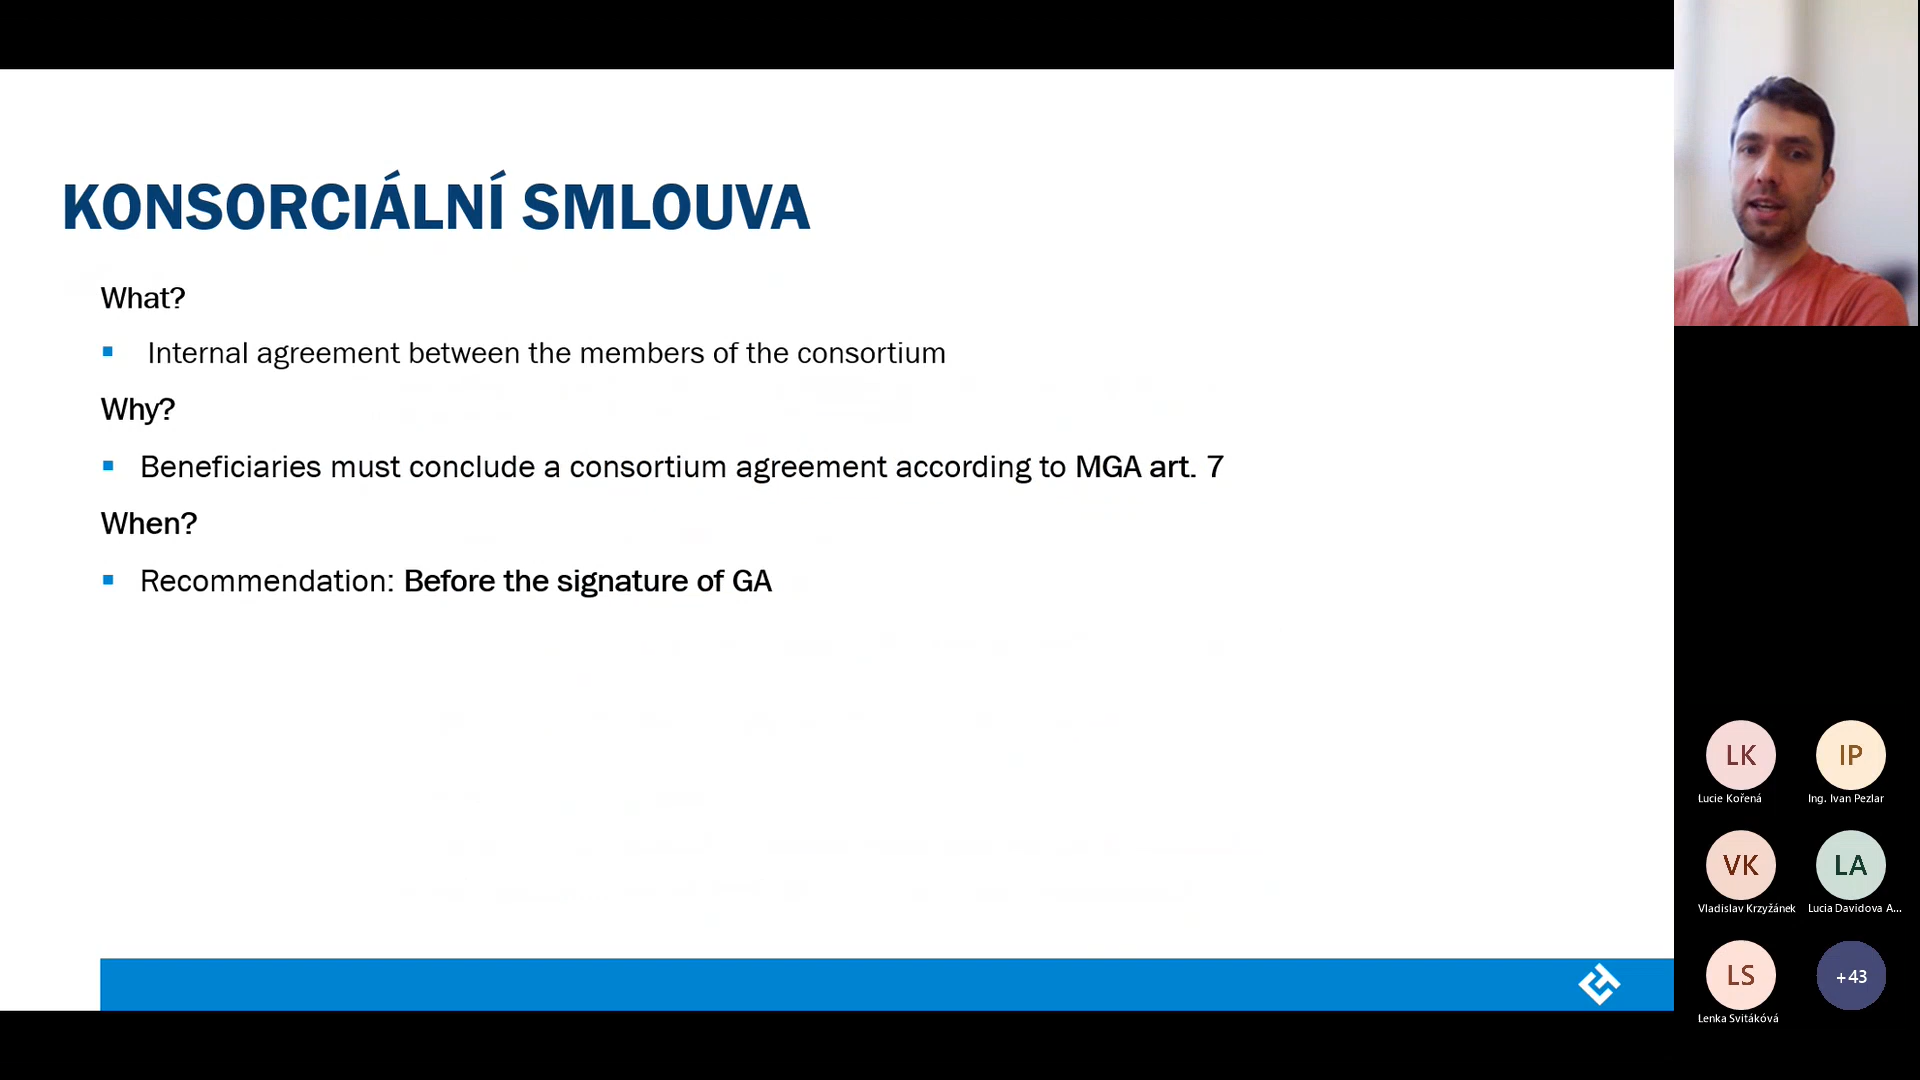 KONSORCIÁLNÍ SMLOUVA
What?
Internal agreement between the members of the consortium
Why?
Beneficiaries must conclude a consortium agreement according to MGA art. 7
When?
Recommendation: Before the signature of GA
LK
Lucie Kořená
IP
Ing. Ivan Pezlar
VK
Vladislav Krzyžánek
LA
Lucia Davidova A...
LS
Lenka Svitáková
+43